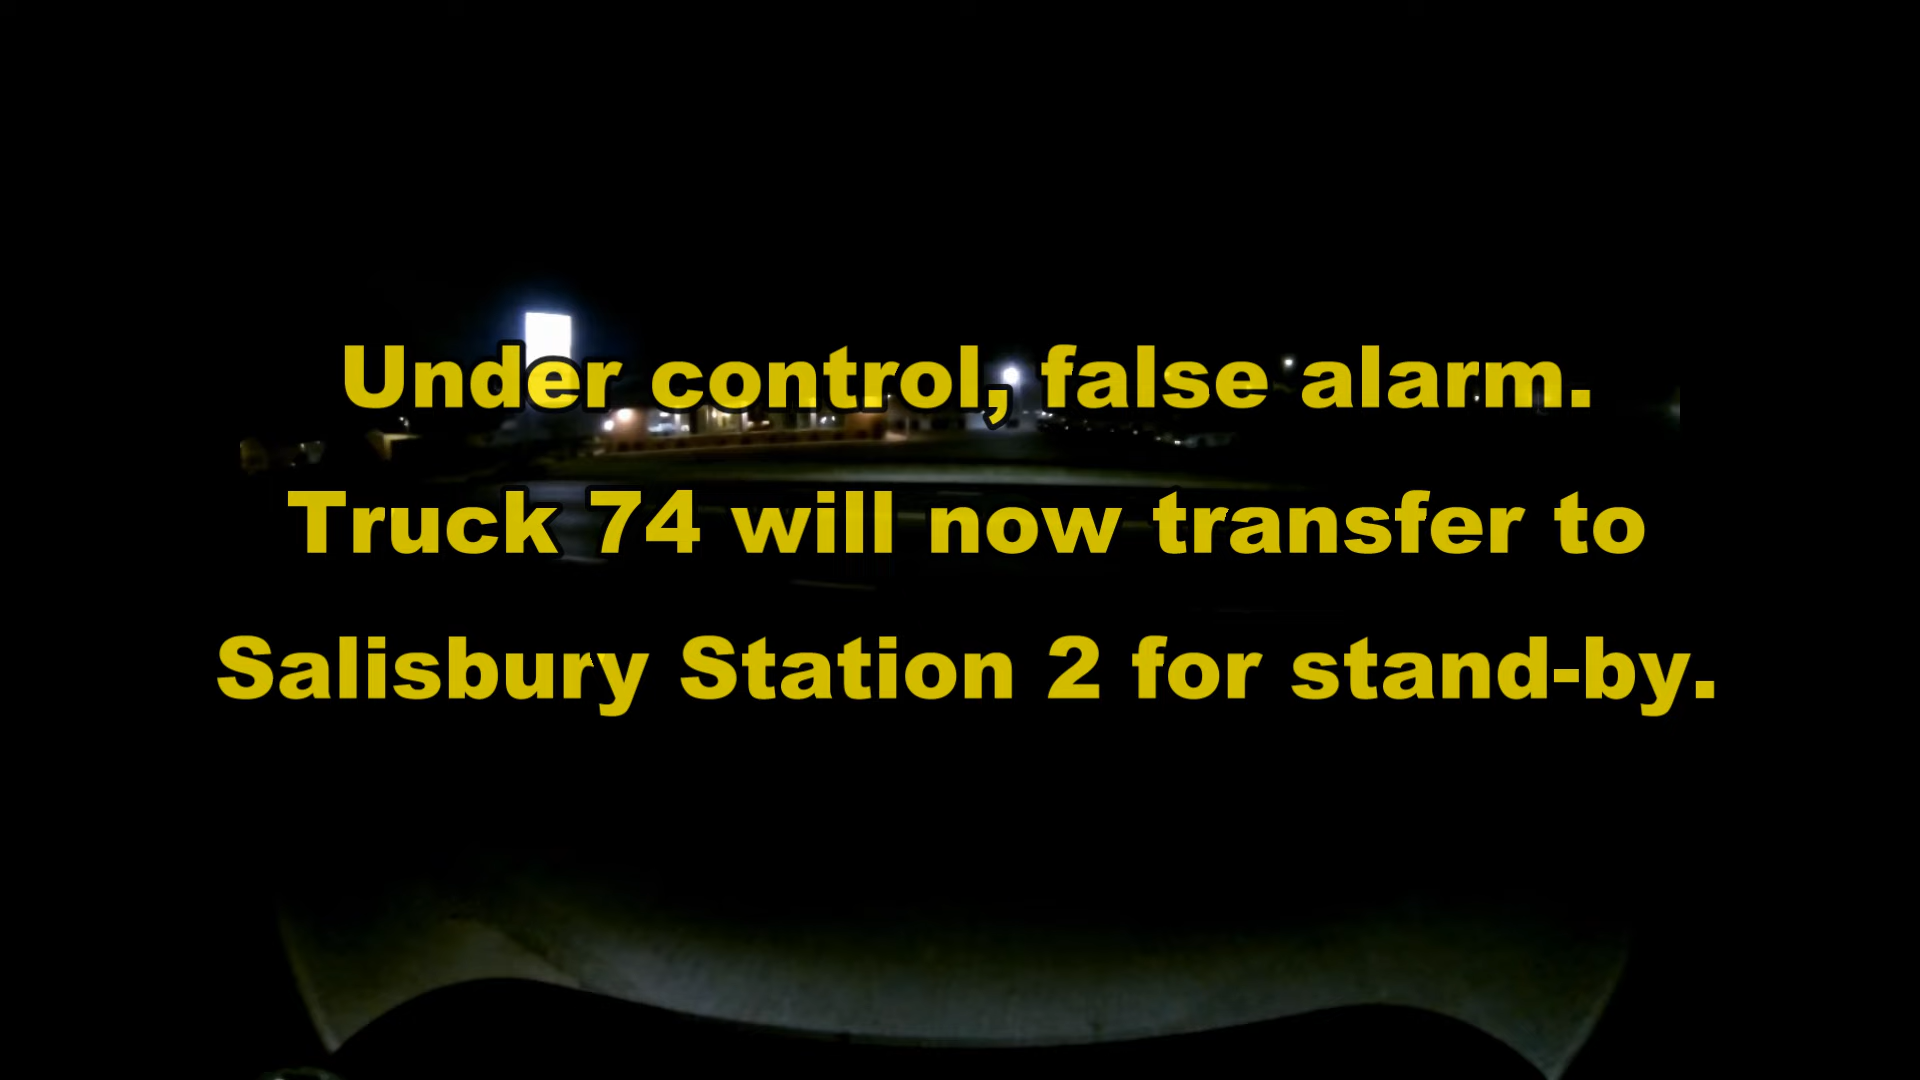 Under control, false alarm.
Truck 74 will now transfer to
Salisbury Station 2 for stand-by.